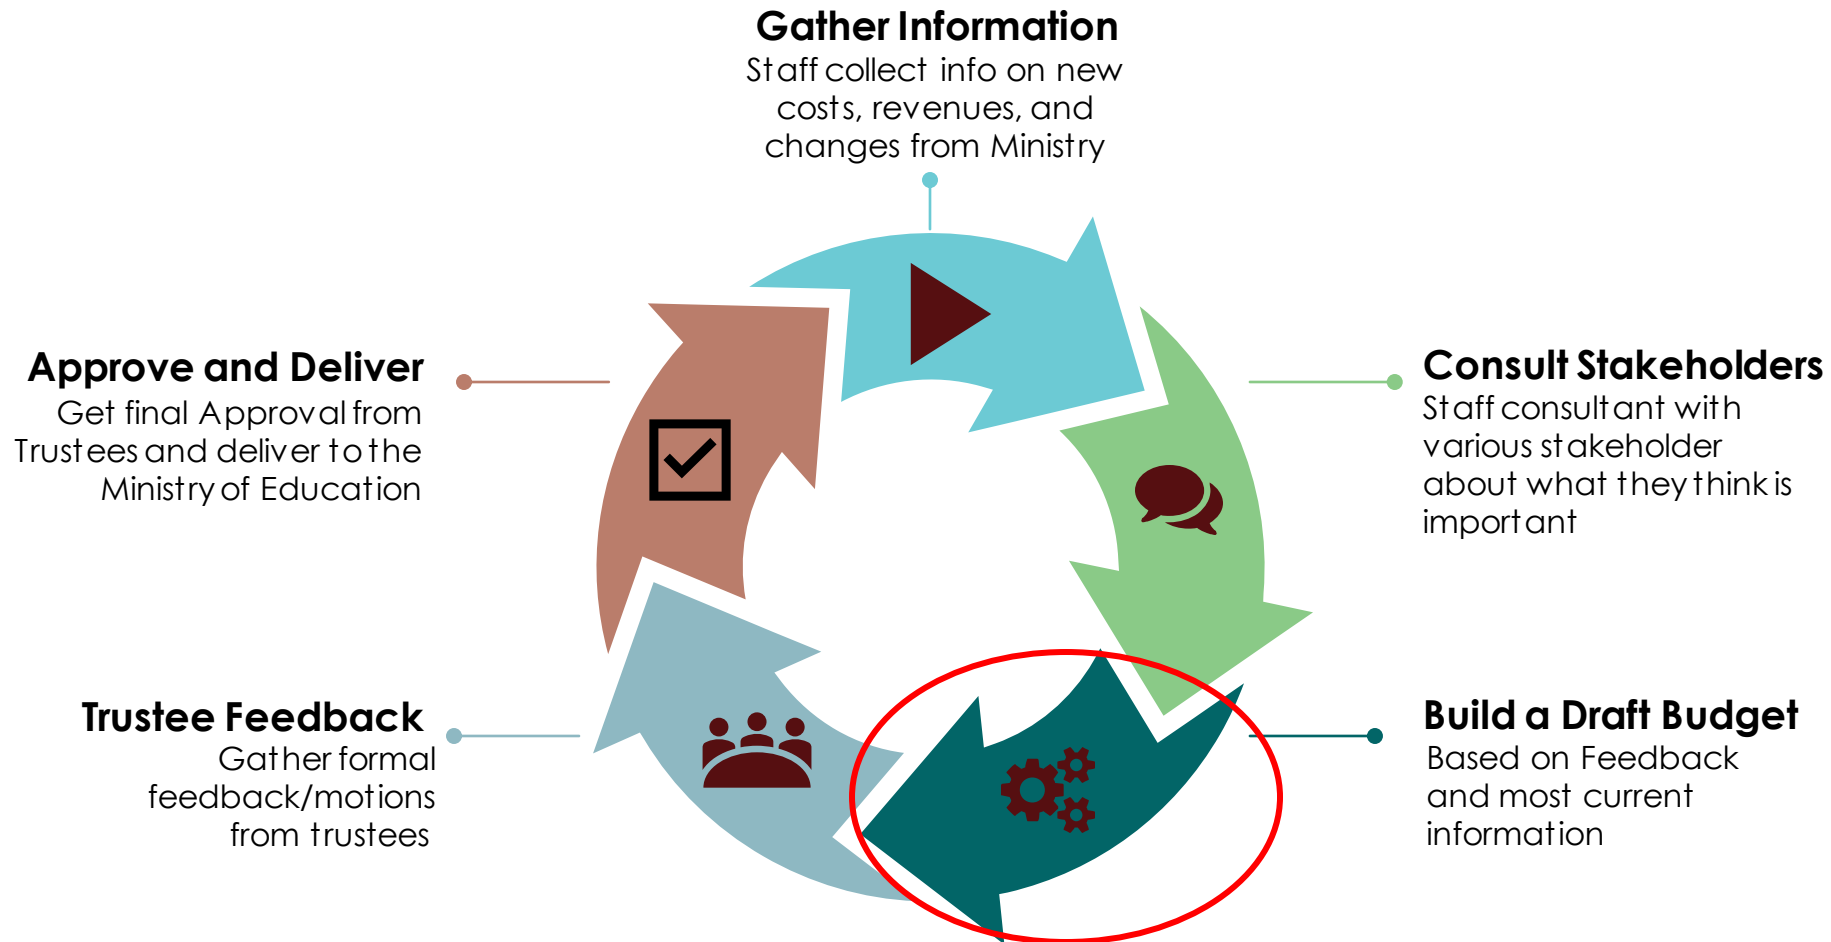 Gather Information
Staff collect info on new
costs, revenues, and
changes from Ministry
Consult Stakeholders
Staff consultant with
various stakeholder
about what they think is
important
Build a Draft Budget
Based on Feedback
and most current
information
Trustee Feedback
Gather formal
feedback/motions
from trustees
Approve and Deliver
Get final Approval from
Trustees and deliver to the
Ministry of Education